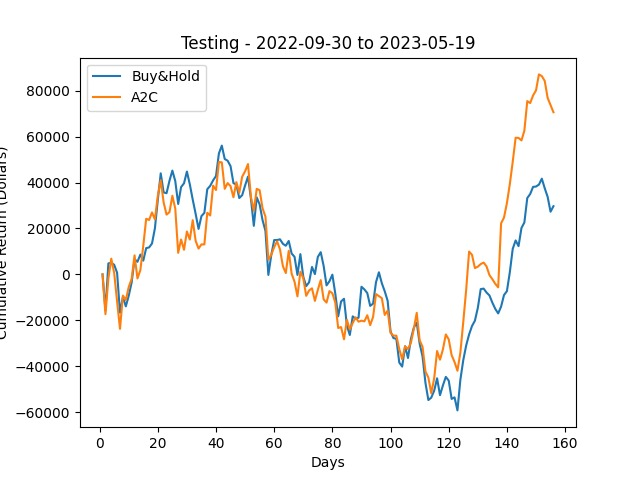 Testing - 2022-09-30 to 2023-05-19
Buy&Hold
A2C
Cumulative Return (Dollars)
80000
60000
40000
20000
0
−20000
−40000
−60000
0 20 40 60 80 100 120 140 160
Days